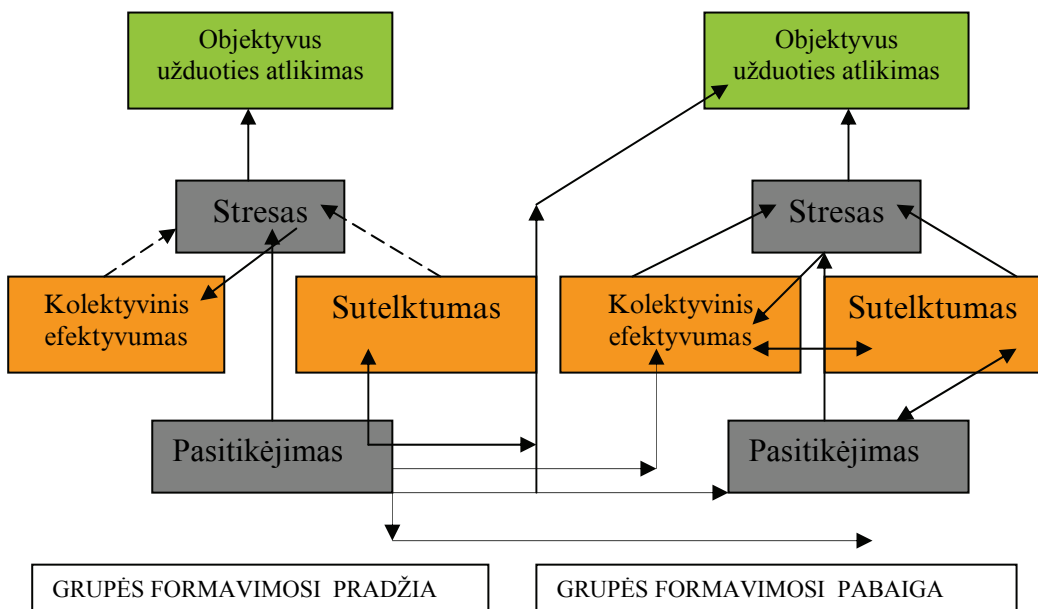 Objektyvus
užduoties atlikimas
Stresas
Kolektyvinis
efektyvumas
Sutelktumas
Pasitikėjimas
GRUPĖS FORMAVIMOSI PRADŽIA
Objektyvus
užduoties atlikimas
Stresas
Kolektyvinis
efektyvumas
Sutelktumas
Pasitikėjimas
GRUPĖS FORMAVIMOSI PABAIGA